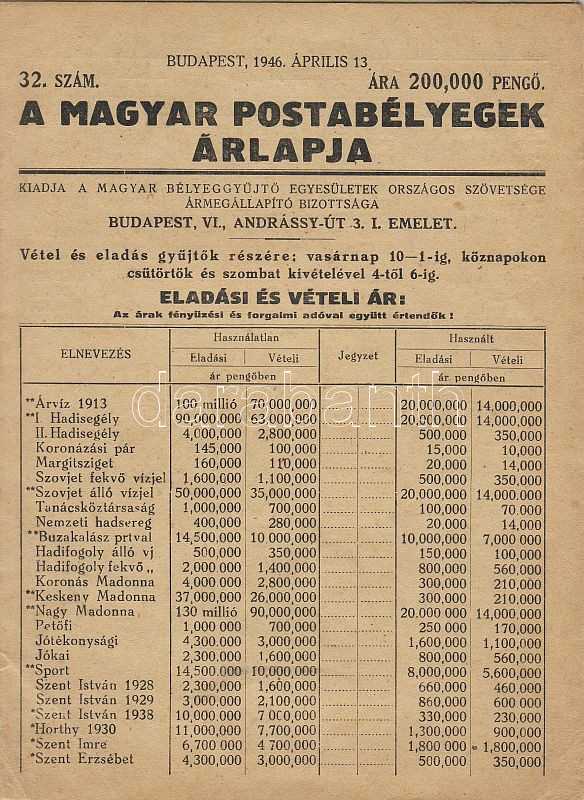 BUDAPEST, 1946. ÁPRILIS 13.
32. SZÁM. ÁRA 200,000 PENGŐ.
A MAGYAR POSTABÉLYEGEK
ÁRLAPJA
KIADJA A MAGYAR BÉLYEGGYÜJTŐ EGYESÜLETEK ORSZÁGOS SZÖVETSÉGE
ÁRMEGÁLLAPÍTÓ BIZOTTSÁGA
BUDAPEST, VI., ANDRÁSSY-ÚT 3. I. EMELET.
Vétel és eladás gyűjtők részére; vasárnap 10—1-ig, köznapokon
csütörtök és szombat kivételével 4-től 6-ig.
ELADÁSI ÉS VÉTELI ÁR:
Az árak fényüzési és forgalmi adóval együtt értendők !
ELNEVEZÉS Használatlan Jegyzet Használt
Eladási Vételi Eladási Vételi
ár pengőben ár pengőben
**Árvíz 1913 100 millió 70 000,000 20,000,000 14,000,000
**I. Hadisegély 90,000,000 63,000,000 20,000,000 14,000,000
II. Hadisegély 4,000,000 2,800,000 500,000 350,000
Koronázási pár 145,000 100,000 15,000 10,000
Margitsziget 160,000 110,000 20,000 14,000
Szovjet fekvő vízjel 1,600,000 1,100,000 500,000 350,000
**Szovjet álló vízjel 50,000,000 35,000,000 20,000,000 14,000.000
Tanácsköztársaság 1,000,000 700,000 100,000 70.000
Nemzeti hadsereg 400,000 280,000 20,000 14,000
**Buzakalász prival 14,500,000 10 000,000 10,000,000 7,000 000
Hadifogoly álló vj 500,000 350,000 150,000 100,000
Hadifogoly fekvő „ 2,000,000 1.400,000 800,000 560,000
Koronás Madonna 4,000,000 2,800,000 300,000 210,000
**Keskeny Madonna 37,000,000 26,000,000 300,000 210,000
**Nagy Madonna 130 millió 90,000,000 20.000 000 14,000,000
Petőfi 1,000 000 700,000 250 000 170,000
Jótékonysági 4,300,000 3,000,000 1,600,000 1,100,000
Jókai 2,300,000 1,600,000 800,000 560,000
**Sport 14,500.000 10,000,000 8,000,000 5,600,000
Szent István 1928 2,300,000 1,600,000 660,000 460,000
Szent István 1929 3,000,000 2,100,000 860,000 600 000
*Szent István 1938 10,000,000 7 000,000 330,000 230,000
*Horthy 1930 11,000,000 7,700,000 1,300,000 900,000
*Szent Imre 6,700 000 4 700,000 1,800 000 1,800,000
*Szent Erzsébet 4,300,000 3,000,000 500,000 350,000
darabanth